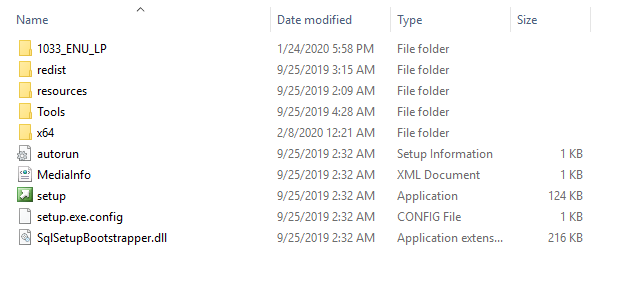 Name Date modified Type Size
1033_ENU_LP 1/24/2020 5:58 PM File folder
redist 9/25/2019 3:15 AM File folder
resources 9/25/2019 2:09 AM File folder
Tools 9/25/2019 4:28 AM File folder
x64 2/8/2020 12:21 AM File folder
autorun 9/25/2019 2:32 AM Setup Information 1 KB
MediaInfo 9/25/2019 2:32 AM XML Document 1 KB
setup 9/25/2019 2:32 AM Application 124 KB
setup.exe.config 9/25/2019 2:32 AM CONFIG File 1 KB
SqlSetupBootstrapper.dll 9/25/2019 2:32 AM Application extens... 216 KB